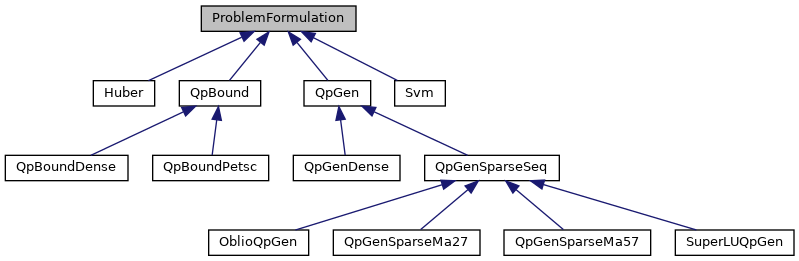 ProblemFormulation
Huber
QpBound
QpGen
Svm
QpBoundDense
QpBoundPetsc
QpGenDense
QpGenSparseSeq
OblioQpGen
QpGenSparseMa27
QpGenSparseMa57
SuperLUQpGen